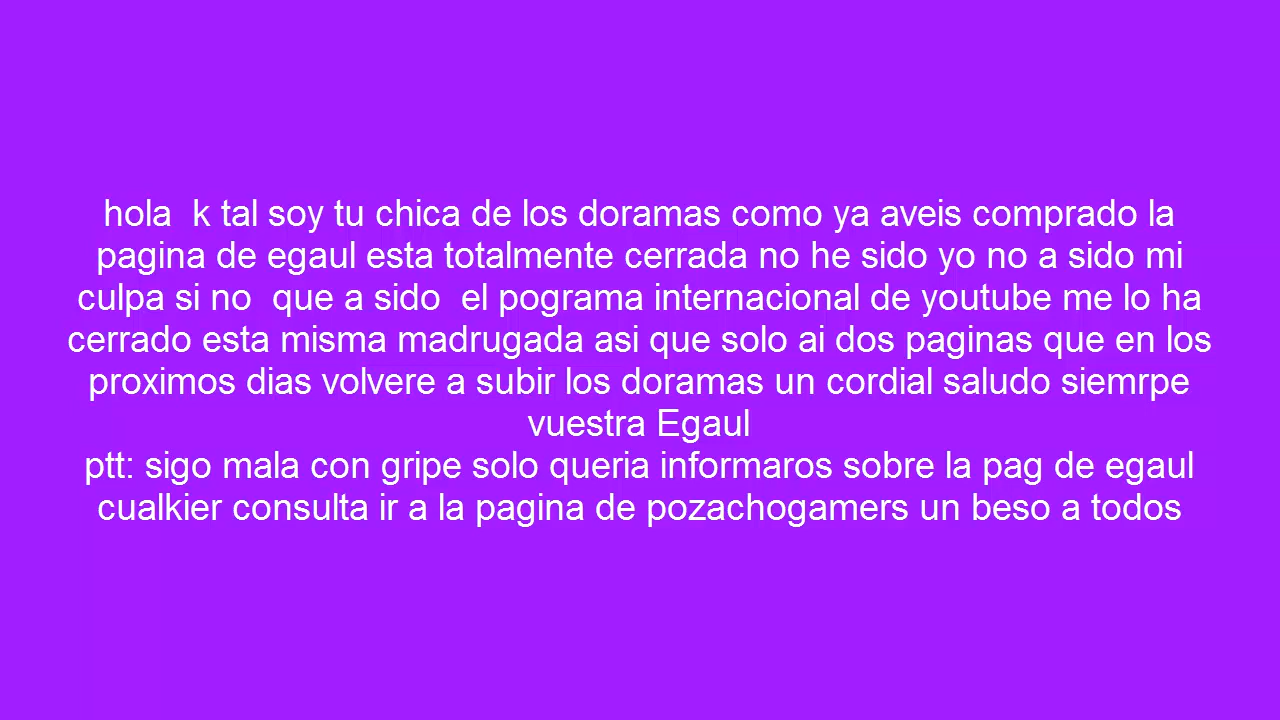 hola  k tal soy tu chica de los doramas como ya aveis comprado la
pagina de egaul esta totalmente cerrada no he sido yo no a sido mi
culpa si no  que a sido  el pograma internacional de youtube me lo ha
cerrado esta misma madrugada asi que solo ai dos paginas que en los
proximos dias volvere a subir los doramas un cordial saludo siemrpe
vuestra Egaul
ptt: sigo mala con gripe solo queria informaros sobre la pag de egaul
cualkier consulta ir a la pagina de pozachogamers un beso a todos